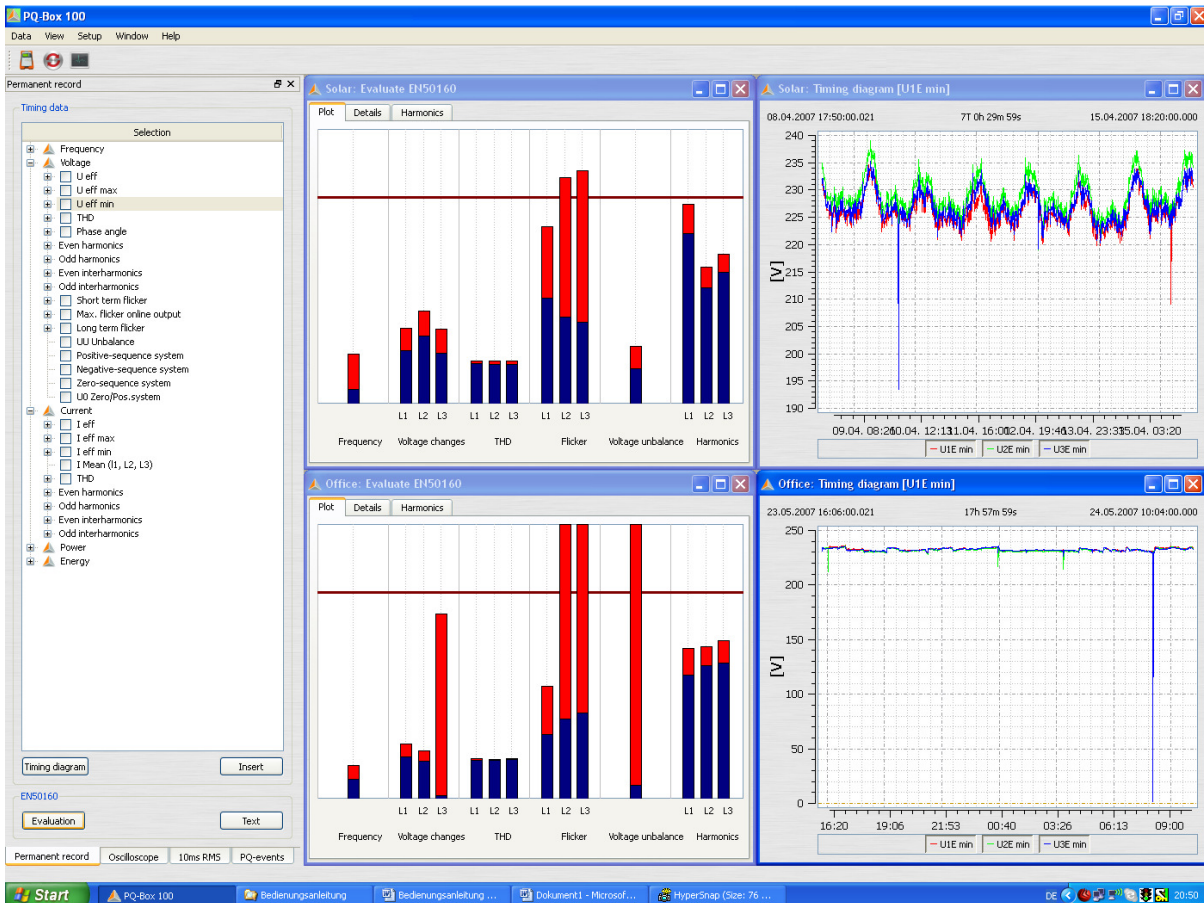 PQ-Box 100
Data View Setup Window Help
Permanent record
Timing data
Selection
Frequency
Voltage
U eff
U eff max
U eff min
THD
Phase angle
Even harmonics
Odd harmonics
Even interharmonics
Odd interharmonics
Short term flicker
Max. flicker online output
Long term flicker
UU Unbalance
Positive-sequence system
Negative-sequence system
Zero-sequence system
U0 Zero/Pos.system
Current
I eff
I eff max
I eff min
I Mean (l1, L2, L3)
THD
Even harmonics
Odd harmonics
Even interharmonics
Odd interharmonics
Power
Energy
Timing diagram Insert
EN50160
Evaluation Text
Permanent record Oscilloscope 10ms RMS PQ-events
Solar: Evaluate EN50160
Plot Details Harmonics
L1 L2 L3 L1 L2 L3 L1 L2 L3 L1 L2 L3
Frequency Voltage changes THD Flicker Voltage unbalance Harmonics
Solar: Timing diagram [U1E min]
08.04.2007 17:50:00.021 7T 0h 29m 59s 15.04.2007 18:20:00.000
240
235
230
225
220
215
210
205
200
195
190
[V]
09.04. 08:26 12:13 11.04. 16:00 12.04. 19:46 13.04. 23:33 15.04. 03:20
U1E min U2E min U3E min
Office: Evaluate EN50160
Plot Details Harmonics
L1 L2 L3 L1 L2 L3 L1 L2 L3 L1 L2 L3
Frequency Voltage changes THD Flicker Voltage unbalance Harmonics
Office: Timing diagram [U1E min]
23.05.2007 16:06:00.021 17h 57m 59s 24.05.2007 10:04:00.000
250
200
150
100
50
0
[V]
16:20 19:06 21:53 00:40 03:26 06:13 09:00
U1E min U2E min U3E min
Start PQ-Box 100 Bedienungsanleitung Bedienungsanleitung ... Dokument1 - Microsof... HyperSnap (Size: 76 ... DE 20:50